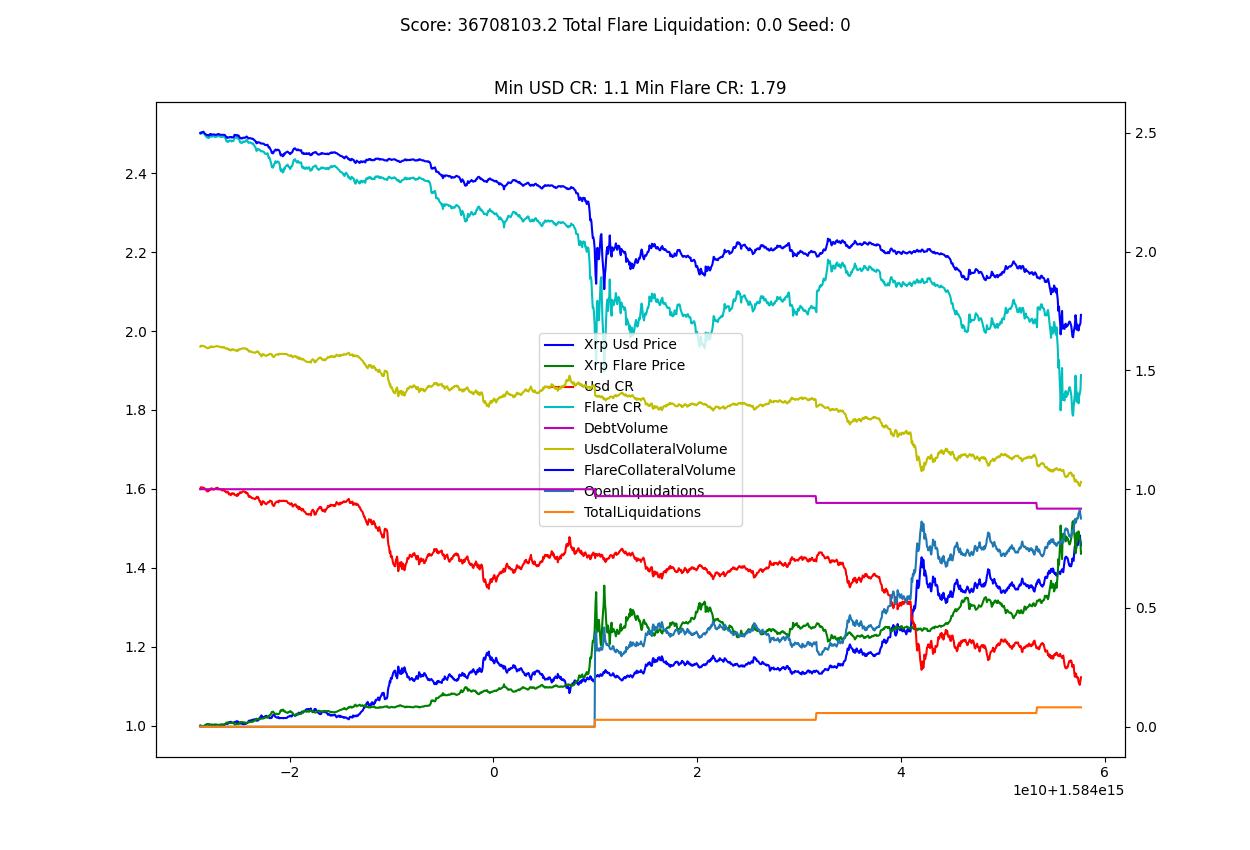 Score: 36708103.2 Total Flare Liquidation: 0.0 Seed: 0
Min USD CR: 1.1 Min Flare CR: 1.79
2.4
2.2
2.0
1.8
1.6
1.4
1.2
1.0
2.5
2.0
1.5
1.0
0.5
0.0
Xrp Usd Price
Xrp Flare Price
Usd CR
Flare CR
DebtVolume
UsdCollateralVolume
FlareCollateralVolume
OpenLiquidations
TotalLiquidations
−2 0 2 4 6
1e10+1.584e15